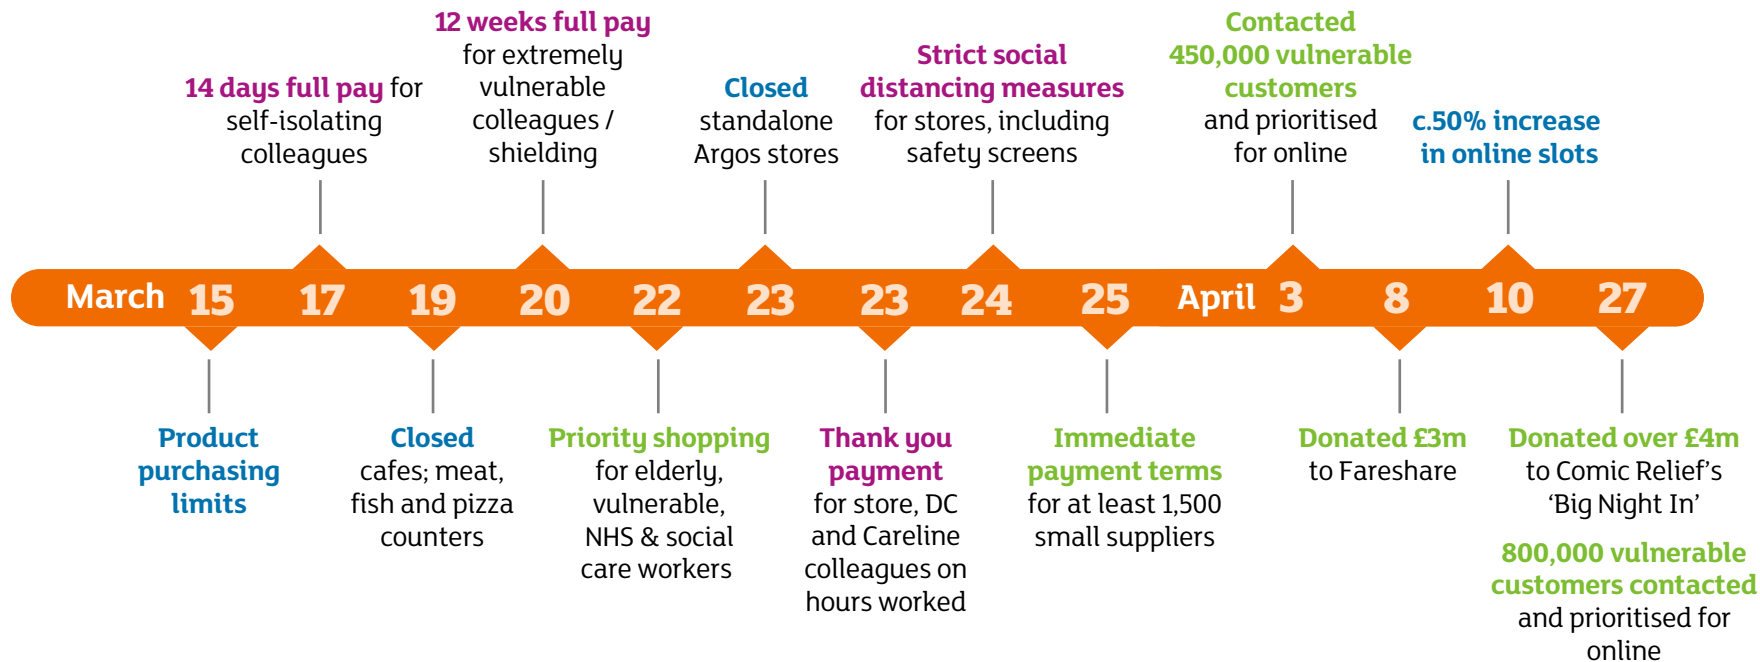 14 days full pay for
self-isolating
colleagues
12 weeks full pay
for extremely
vulnerable
colleagues /
shielding
Closed
standalone
Argos stores
Strict social
distancing measures
for stores, including
safety screens
Contacted
450,000 vulnerable
customers
and prioritised
for online
c.50% increase
in online slots
March 15 17 19 20 22 23 23 24 25 April 3 8 10 27
Product
purchasing
limits
Closed
cafes; meat,
fish and pizza
counters
Priority shopping
for elderly,
vulnerable,
NHS & social
care workers
Thank you
payment
for store, DC
and Careline
colleagues on
hours worked
Immediate
payment terms
for at least 1,500
small suppliers
Donated £3m
to Fareshare
Donated over £4m
to Comic Relief’s
‘Big Night In’
800,000 vulnerable
customers contacted
and prioritised for
online